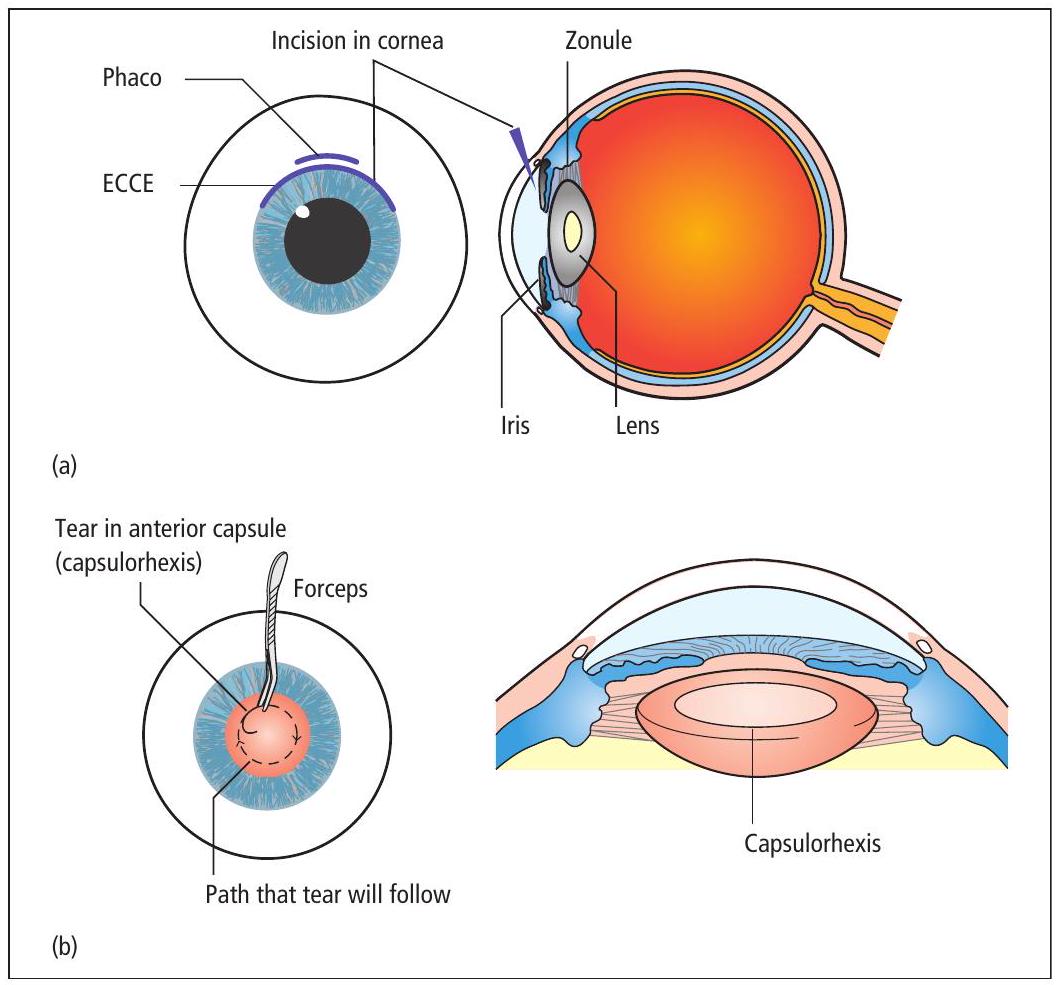 Incision in cornea
Zonule
Phaco
ECCE
Iris
Lens
(a)
Tear in anterior capsule
(capsulorhexis)
Forceps
Capsulorhexis
Path that tear will follow
(b)